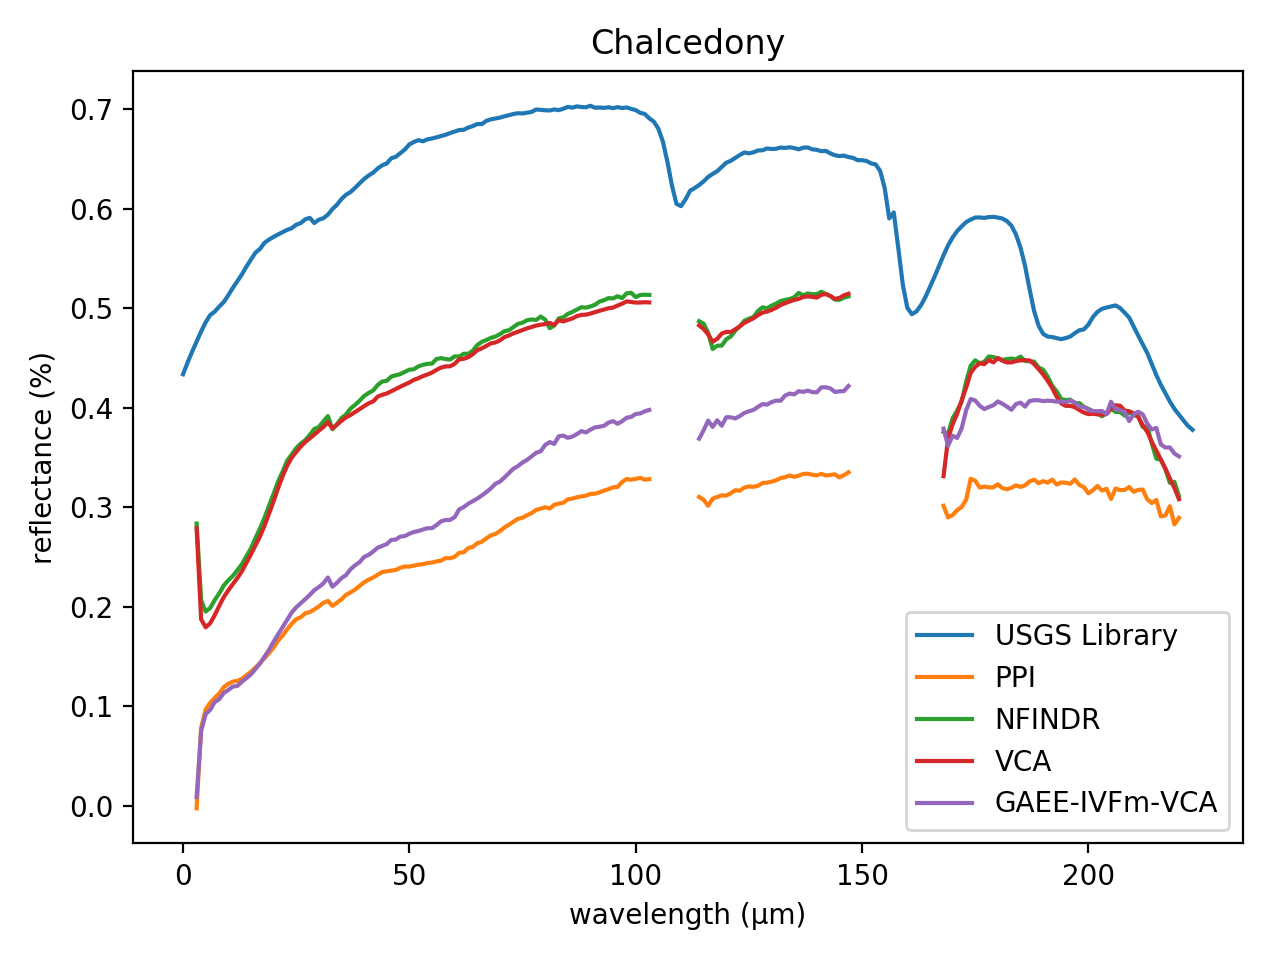 Chalcedony
reflectance (%)
0.7
0.6
0.5
0.4
0.3
0.2
0.1
0.0
USGS Library
PPI
NFINDR
VCA
GAEE-IVFm-VCA
0 50 100 150 200
wavelength (μm)